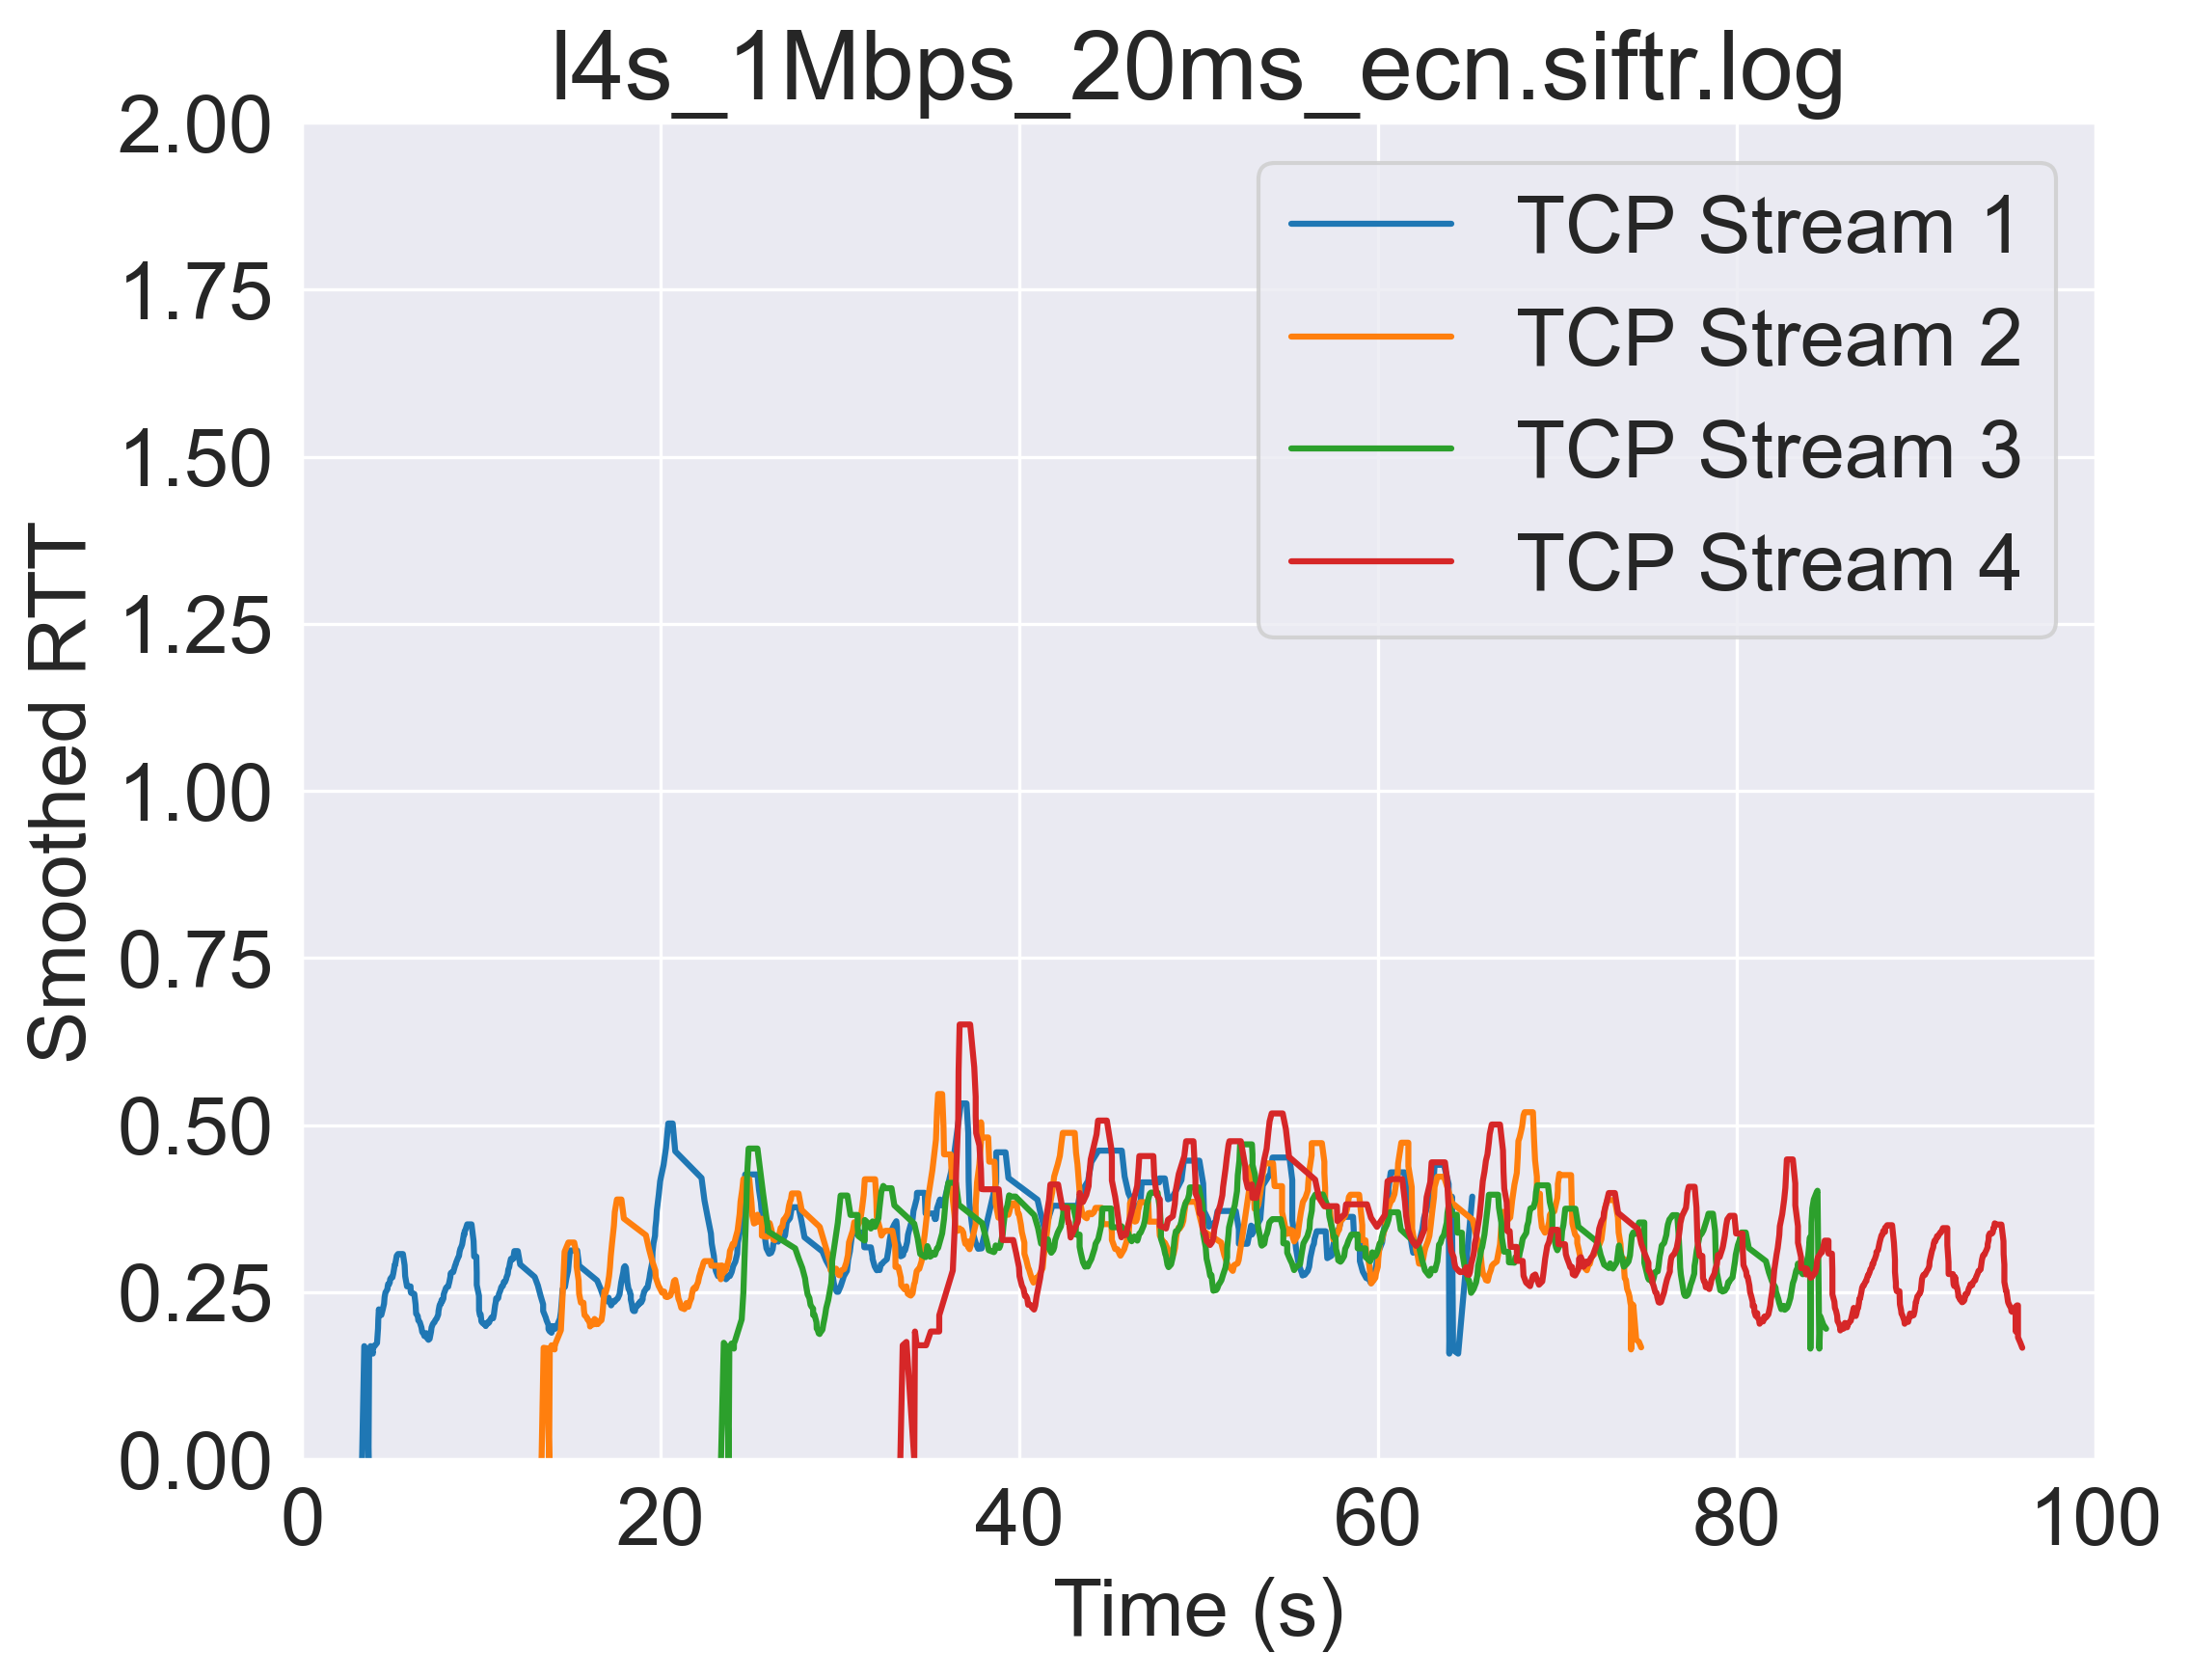 l4s_1Mbps_20ms_ecn.siftr.log
2.00
1.75
1.50
1.25
1.00
0.75
0.50
0.25
0.00
Smoothed RTT
TCP Stream 1
TCP Stream 2
TCP Stream 3
TCP Stream 4
0 20 40 60 80 100
Time (s)